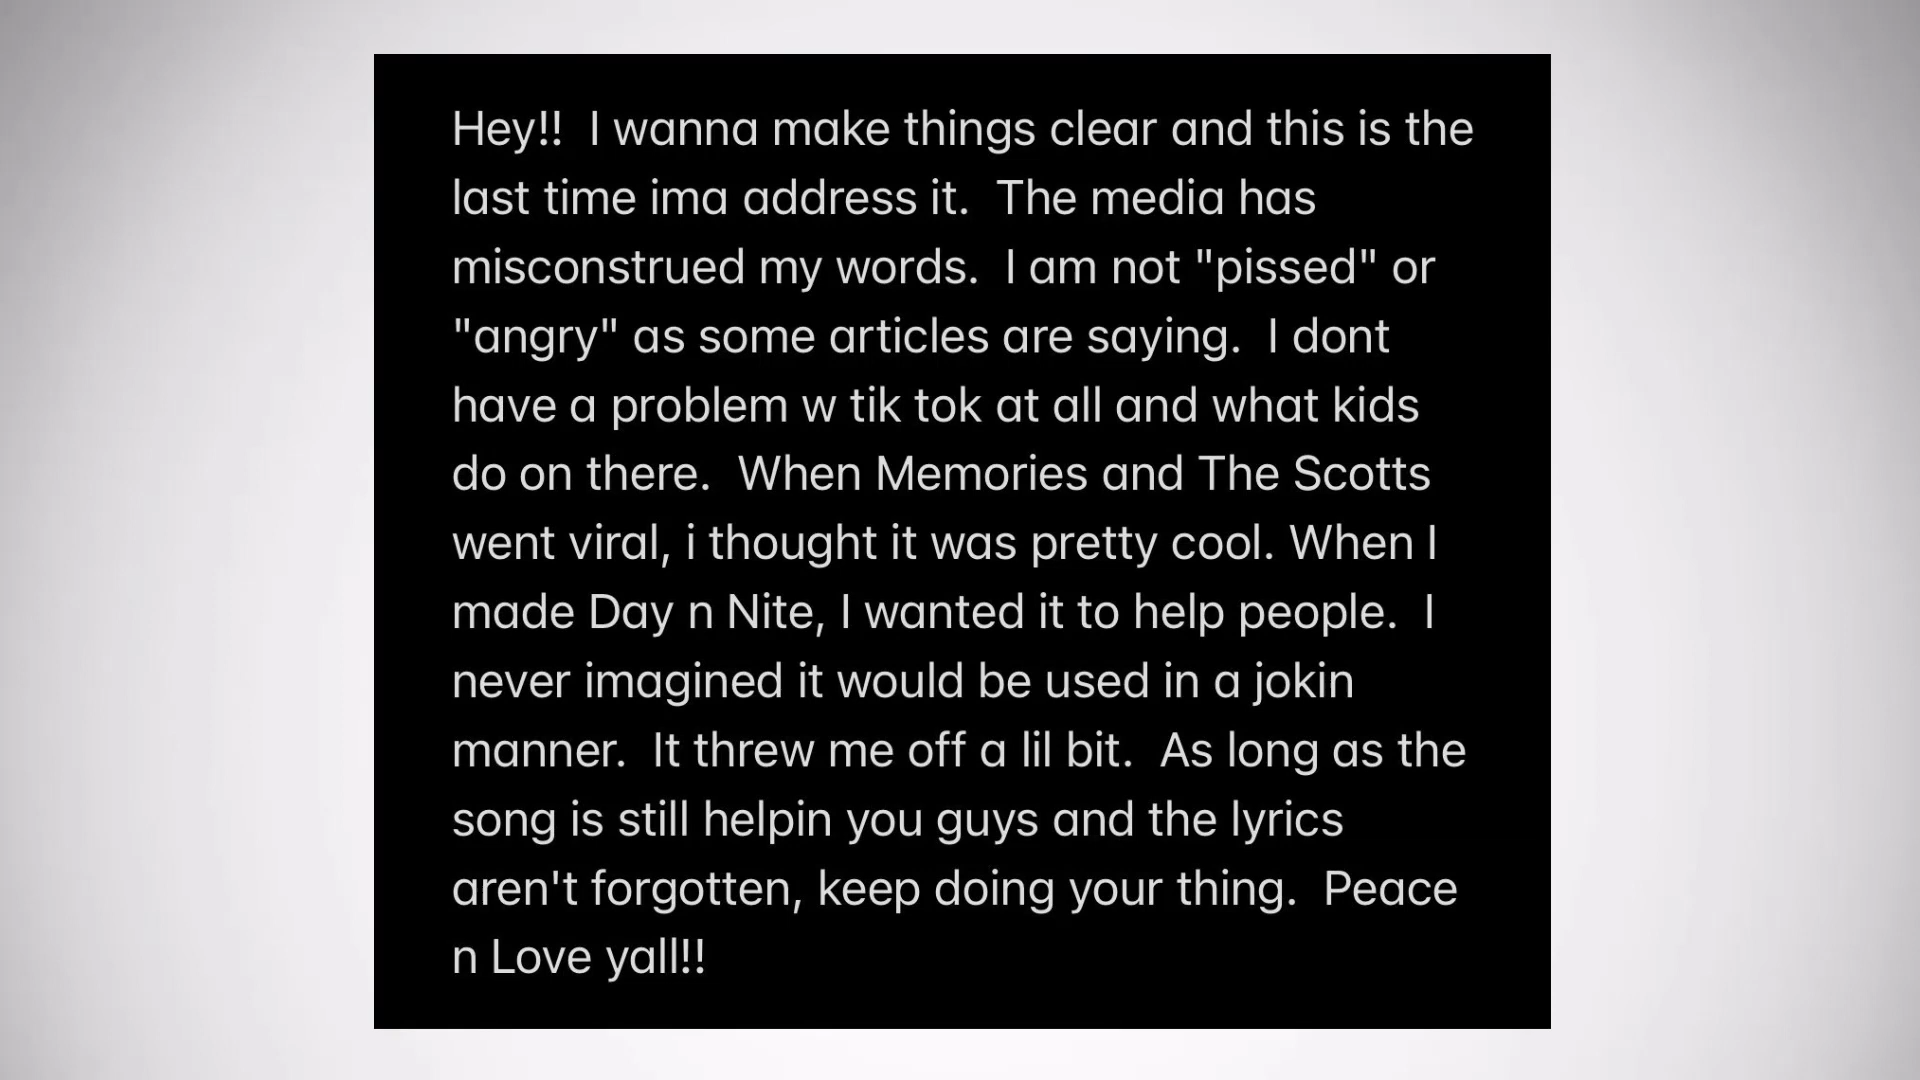 Hey!!  I wanna make things clear and this is the
last time ima address it.  The media has
misconstrued my words.  I am not "pissed" or
"angry" as some articles are saying.  I dont
have a problem w tik tok at all and what kids
do on there.  When Memories and The Scotts
went viral, i thought it was pretty cool. When I
made Day n Nite, I wanted it to help people.  I
never imagined it would be used in a jokin
manner.  It threw me off a lil bit.  As long as the
song is still helpin you guys and the lyrics
aren't forgotten, keep doing your thing.  Peace
n Love yall!!